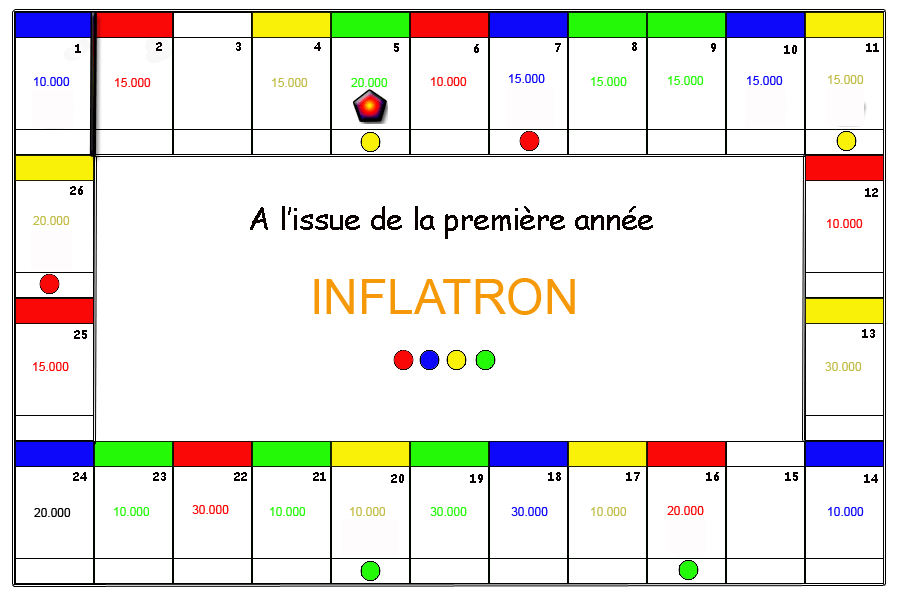 1 2 3 4 5 6 7 8 9 10 11
10.000 15.000 15.000 20.000 10.000 15.000 15.000 15.000 15.000 15.000
26 12
20.000 10.000
A l'issue de la première année
INFLATRON
25 13
15.000 30.000
24 23 22 21 20 19 18 17 16 15 14
20.000 10.000 30.000 10.000 10.000 30.000 30.000 10.000 20.000 10.000